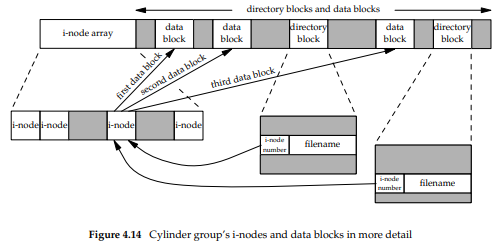 directory blocks and data blocks
i-node array
data
block
data
block
directory
block
data
block
directory
block
first data block
second data block
third data block
i-node
i-node
i-node
i-node
i-node
number
filename
i-node
number
filename
Figure 4.14 Cylinder group's i-nodes and data blocks in more detail